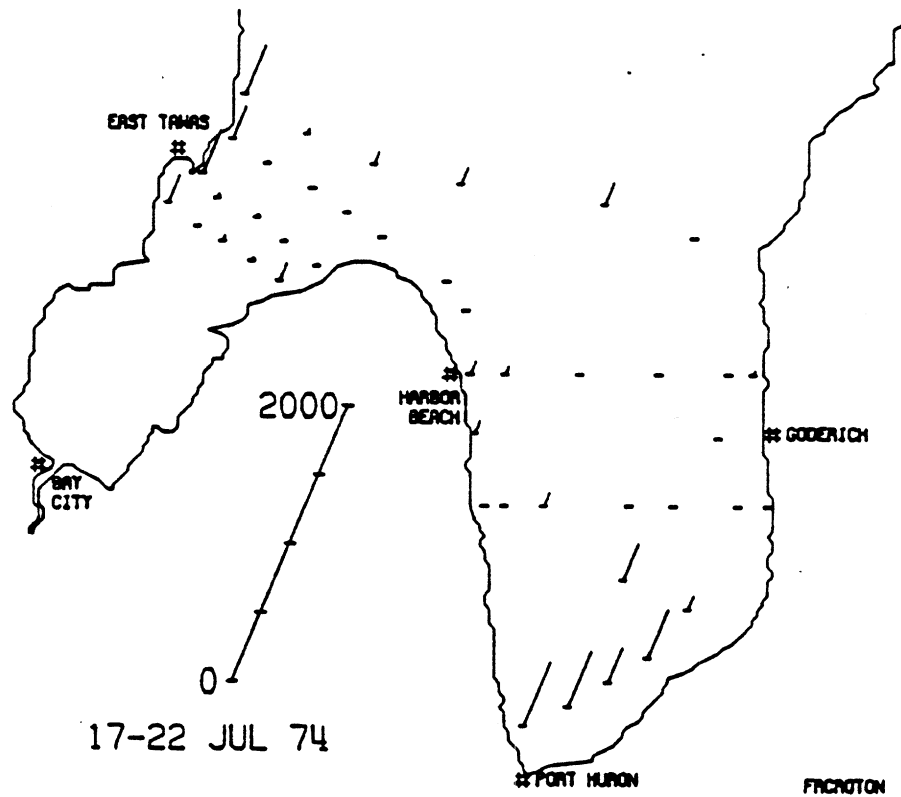 EAST TAWAS
#
2000
#
HARBOR
BEACH
# GODERICH
#
BAY
CITY
0
17-22 JUL 74
# PORT HURON
FRCROTON